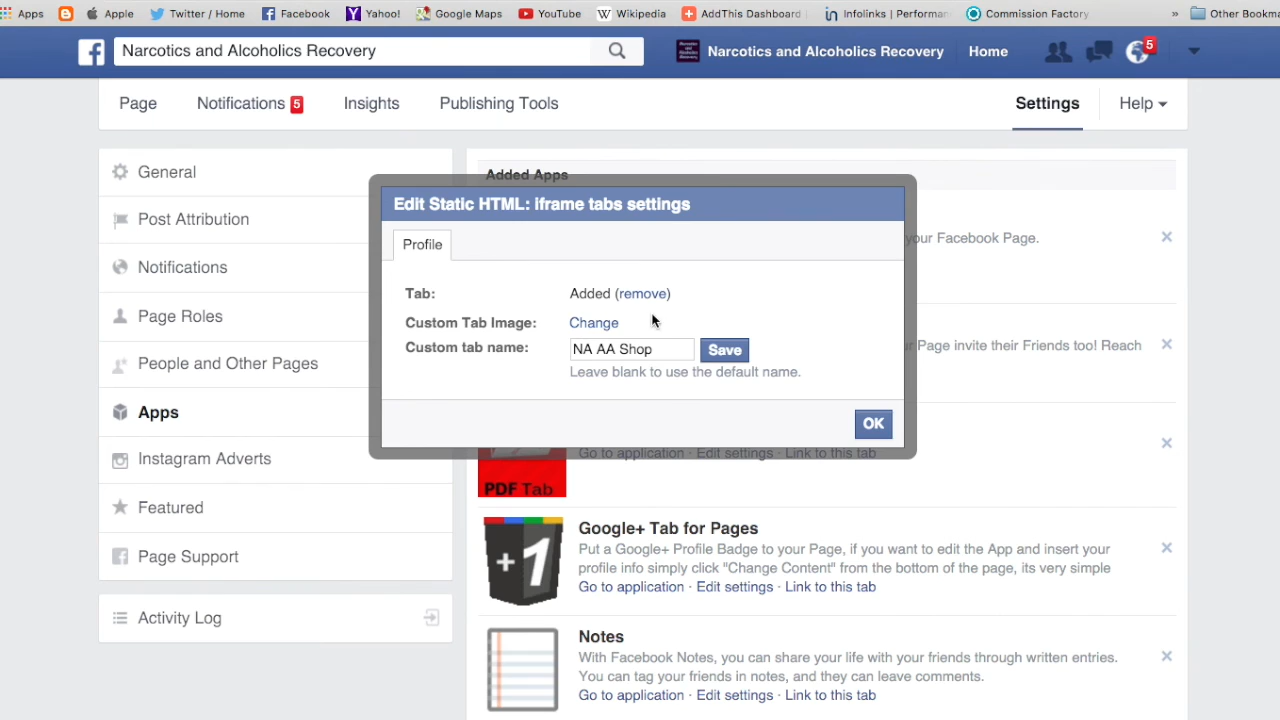 Apps Apple Twitter / Home Facebook Yahoo! Google Maps YouTube Wikipedia AddThis Dashboard Infolinks | Performan Commission Factory » Other Bookm
Narcotics and Alcoholics Recovery Narcotics and Alcoholics Recovery Home 5
Page Notifications 5 Insights Publishing Tools Settings Help
General
Post Attribution
Notifications
Page Roles
People and Other Pages
Apps
Instagram Adverts
Featured
Page Support
Activity Log
Added Apps
Edit Static HTML: iframe tabs settings
Profile
your Facebook Page.
Tab: Added (remove)
Custom Tab Image: Change
Custom tab name: NA AA Shop Save
Leave blank to use the default name.
OK
r Page invite their Friends too! Reach
Go to application · Edit settings · Link to this tab
PDF Tab
+1
Google+ Tab for Pages
Put a Google+ Profile Badge to your Page, if you want to edit the App and insert your
profile info simply click "Change Content" from the bottom of the page, its very simple
Go to application · Edit settings · Link to this tab
Notes
With Facebook Notes, you can share your life with your friends through written entries.
You can tag your friends in notes, and they can leave comments.
Go to application · Edit settings · Link to this tab